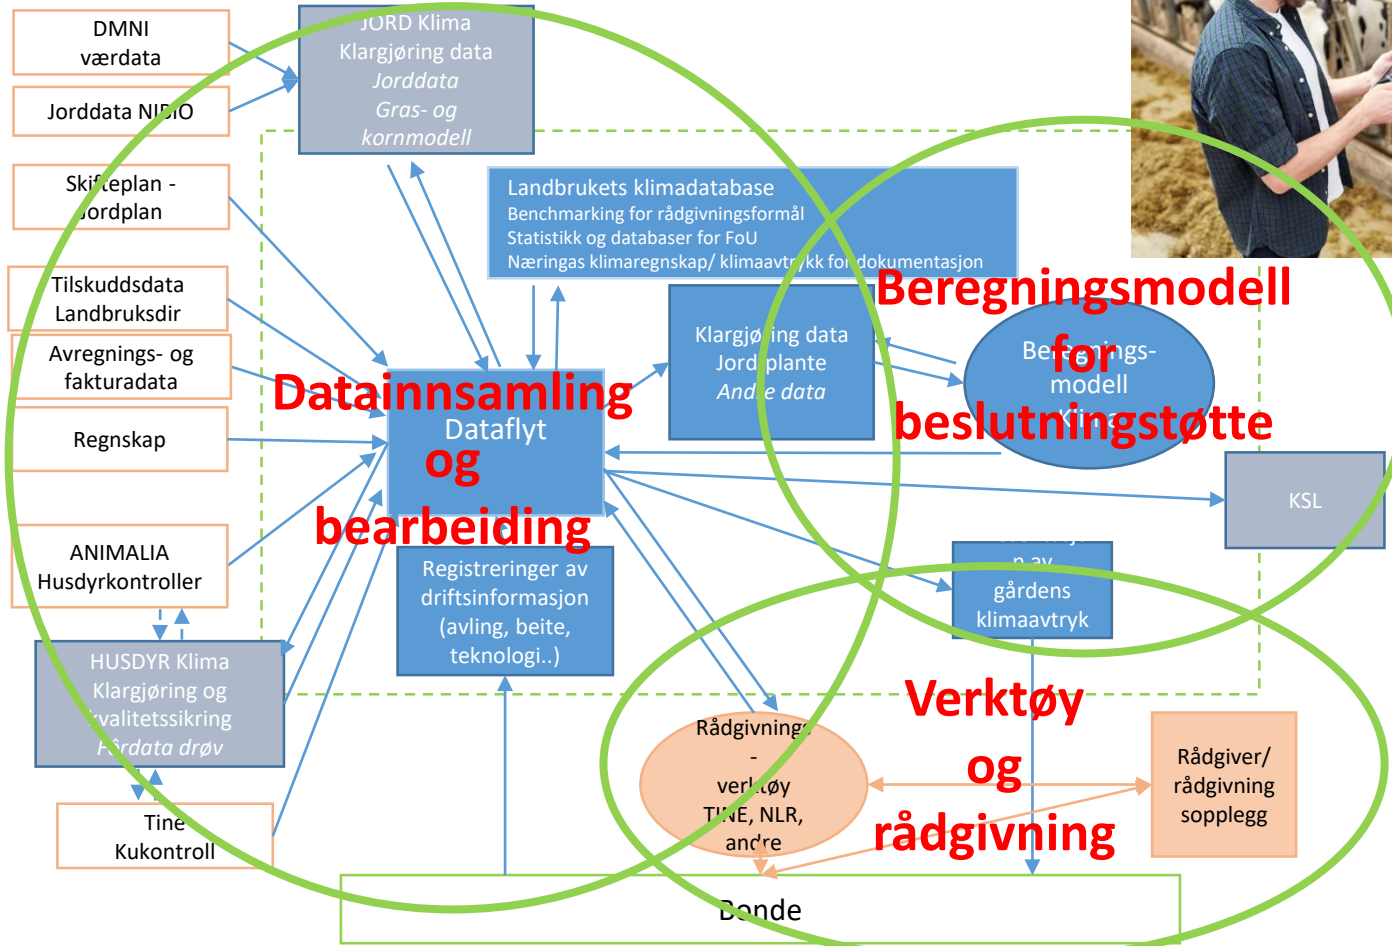 DMNI
værdata
Jorddata NIBIO
Skifteplan -
Jordplan
Tilskuddsdata
Landbruksdir
Avregnings- og
fakturadata
Regnskap
ANIMALIA
Husdyrkontroller
HUSDYR Klima
Klargjøring og
kvalitetssikring
Fôrdata drøv
Tine
Kukontroll
JORD Klima
Klargjøring data
Jorddata
Gras- og
kornmodell
Landbrukets klimadatabase
Benchmarking for rådgivningsformål
Statistikk og databaser for FoU
Næringas klimaregnskap/ klimaavtrykk for dokumentasjon
Klargjøring data
Jord/plante
Andre data
Beregnings-
modell
Klima
Beregningsmodell
for
beslutningstøtte
Datainnsamling
og
bearbeiding
Dataflyt
KSL
Registreringer av
driftsinformasjon
(avling, beite,
teknologi..)
n av
gårdens
klimaavtryk
Verktøy
og
rådgivning
Rådgivnings
-
verktøy
TINE, NLR,
andre
Rådgiver/
rådgivning
sopplegg
Bonde